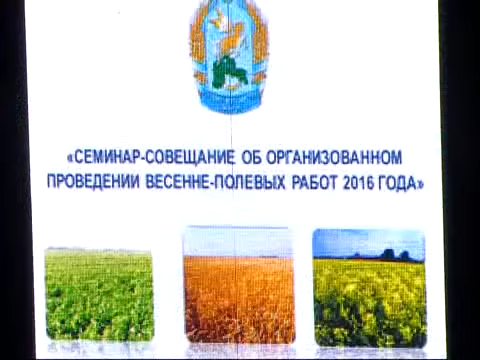 «СЕМИНАР-СОВЕЩАНИЕ ОБ ОРГАНИЗОВАННОМ
ПРОВЕДЕНИИ ВЕСЕННЕ-ПОЛЕВЫХ РАБОТ 2016 ГОДА»